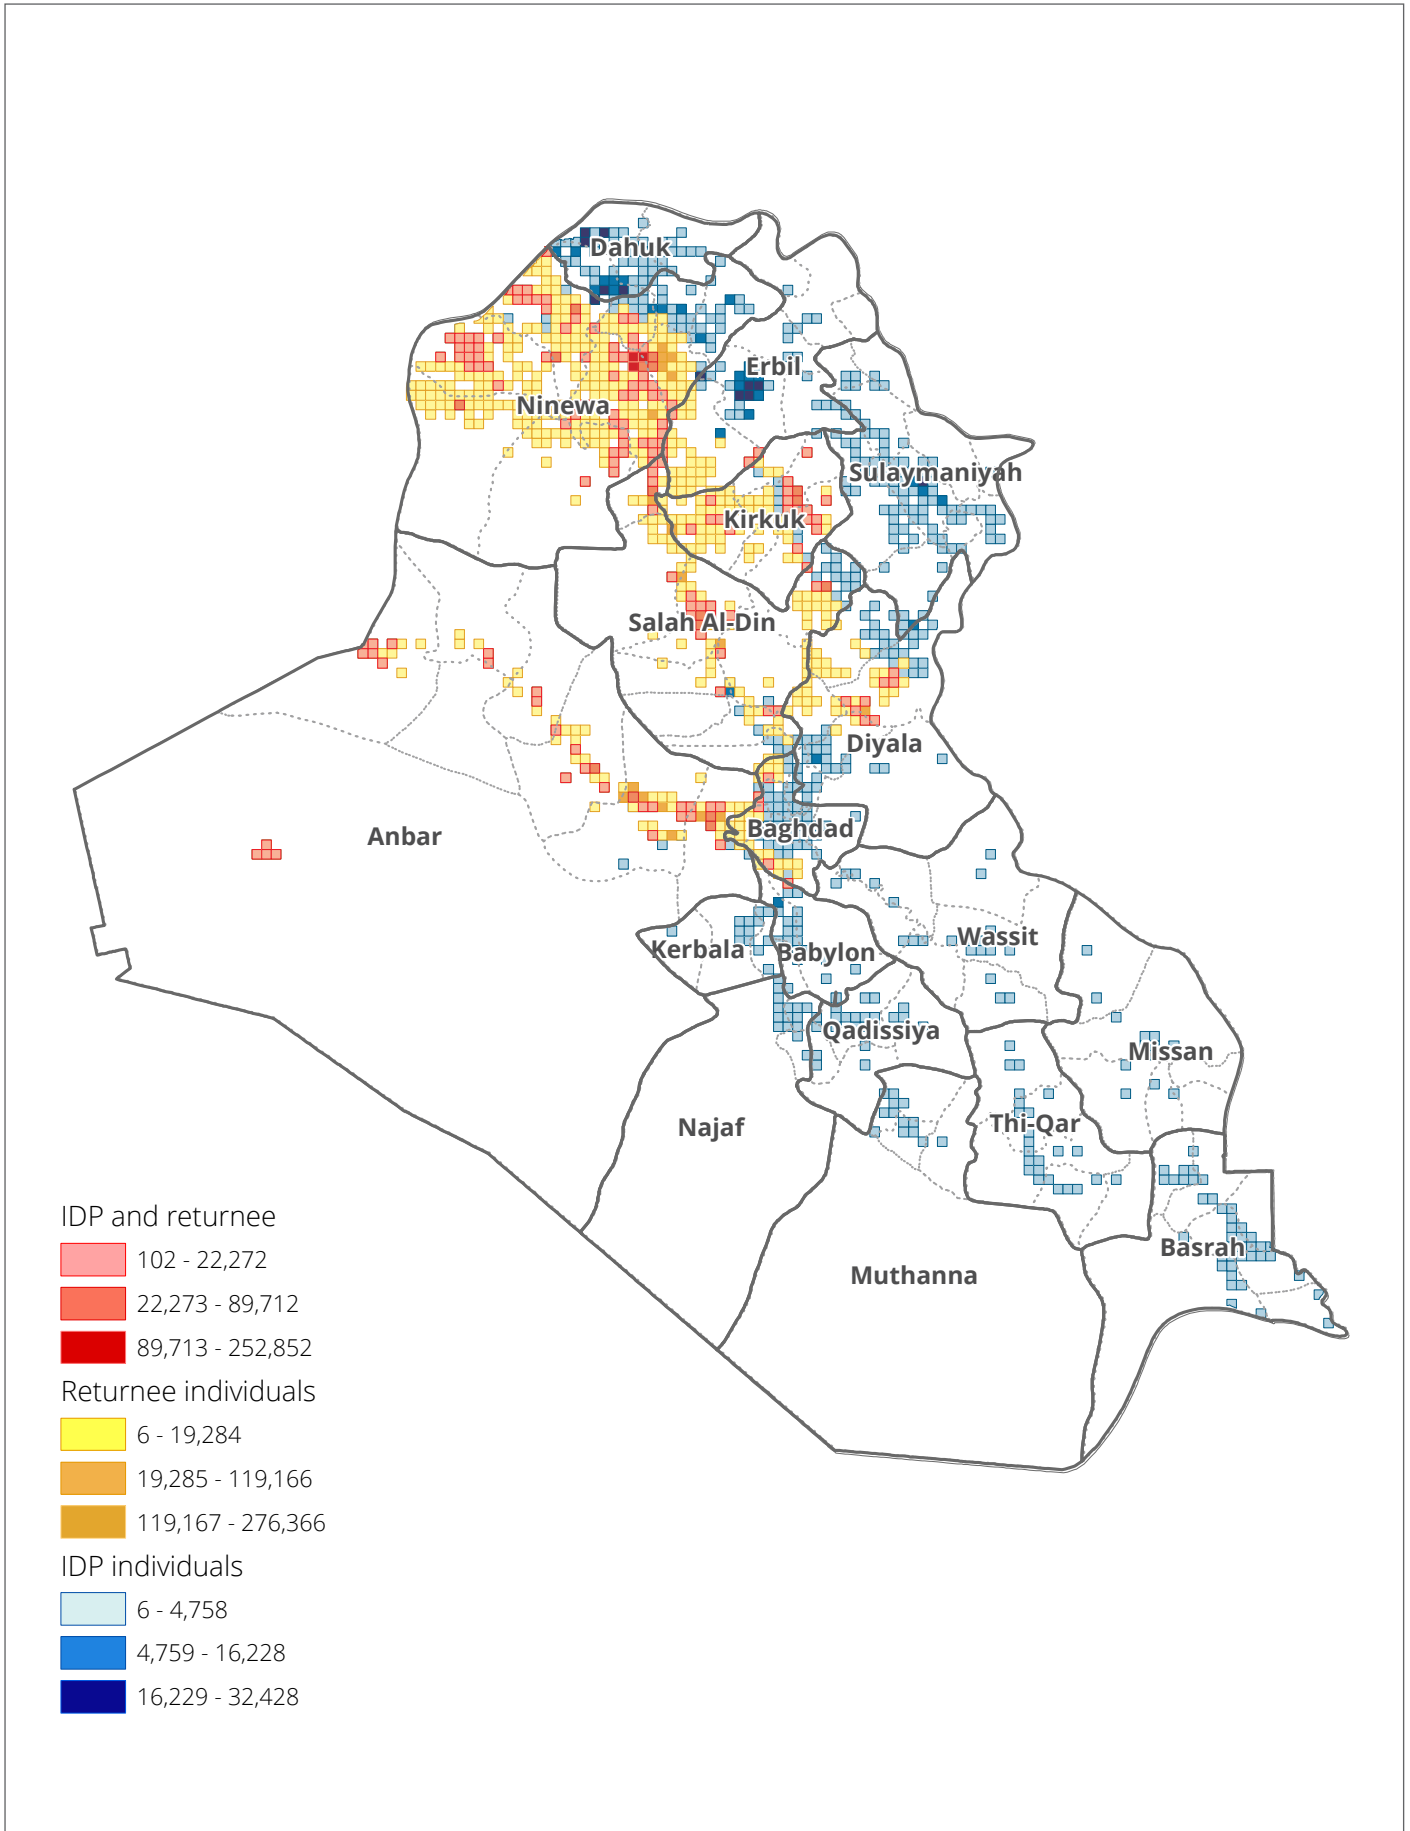 Dahuk
Erbil
Ninewa
Sulaymaniyah
Kirkuk
Salah Al-Din
Diyala
Anbar
Baghdad
Wassit
Kerbala
Babylon
Qadissiya
Missan
Najaf
Thi-Qar
Basrah
Muthanna
IDP and returnee
102 - 22,272
22,273 - 89,712
89,713 - 252,852
Returnee individuals
6 - 19,284
19,285 - 119,166
119,167 - 276,366
IDP individuals
6 - 4,758
4,759 - 16,228
16,229 - 32,428